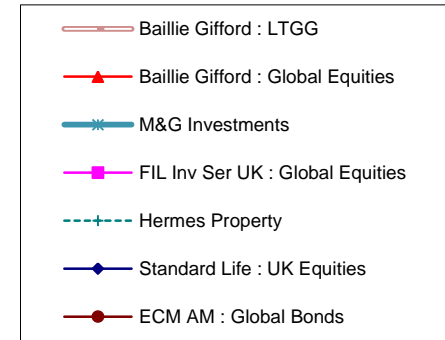 Baillie Gifford : LTGG
Baillie Gifford : Global Equities
M&G Investments
FIL Inv Ser UK : Global Equities
Hermes Property
Standard Life : UK Equities
ECM AM : Global Bonds